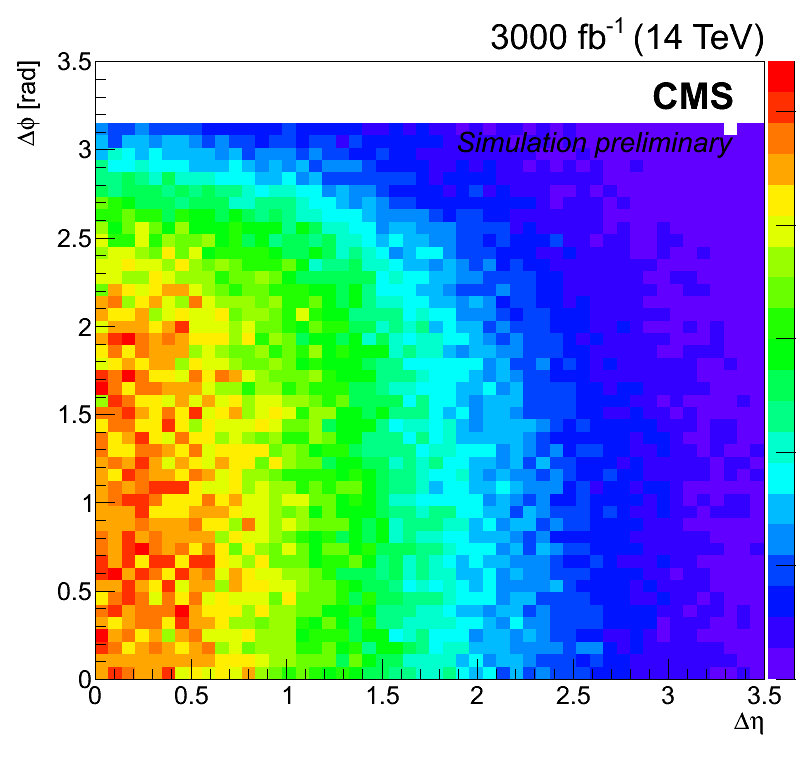 3000 fb-1 (14 TeV)
CMS
Simulation preliminary
Δϕ [rad]
3.5
3
2.5
2
1.5
1
0.5
0
0 0.5 1 1.5 2 2.5 3 3.5
Δη